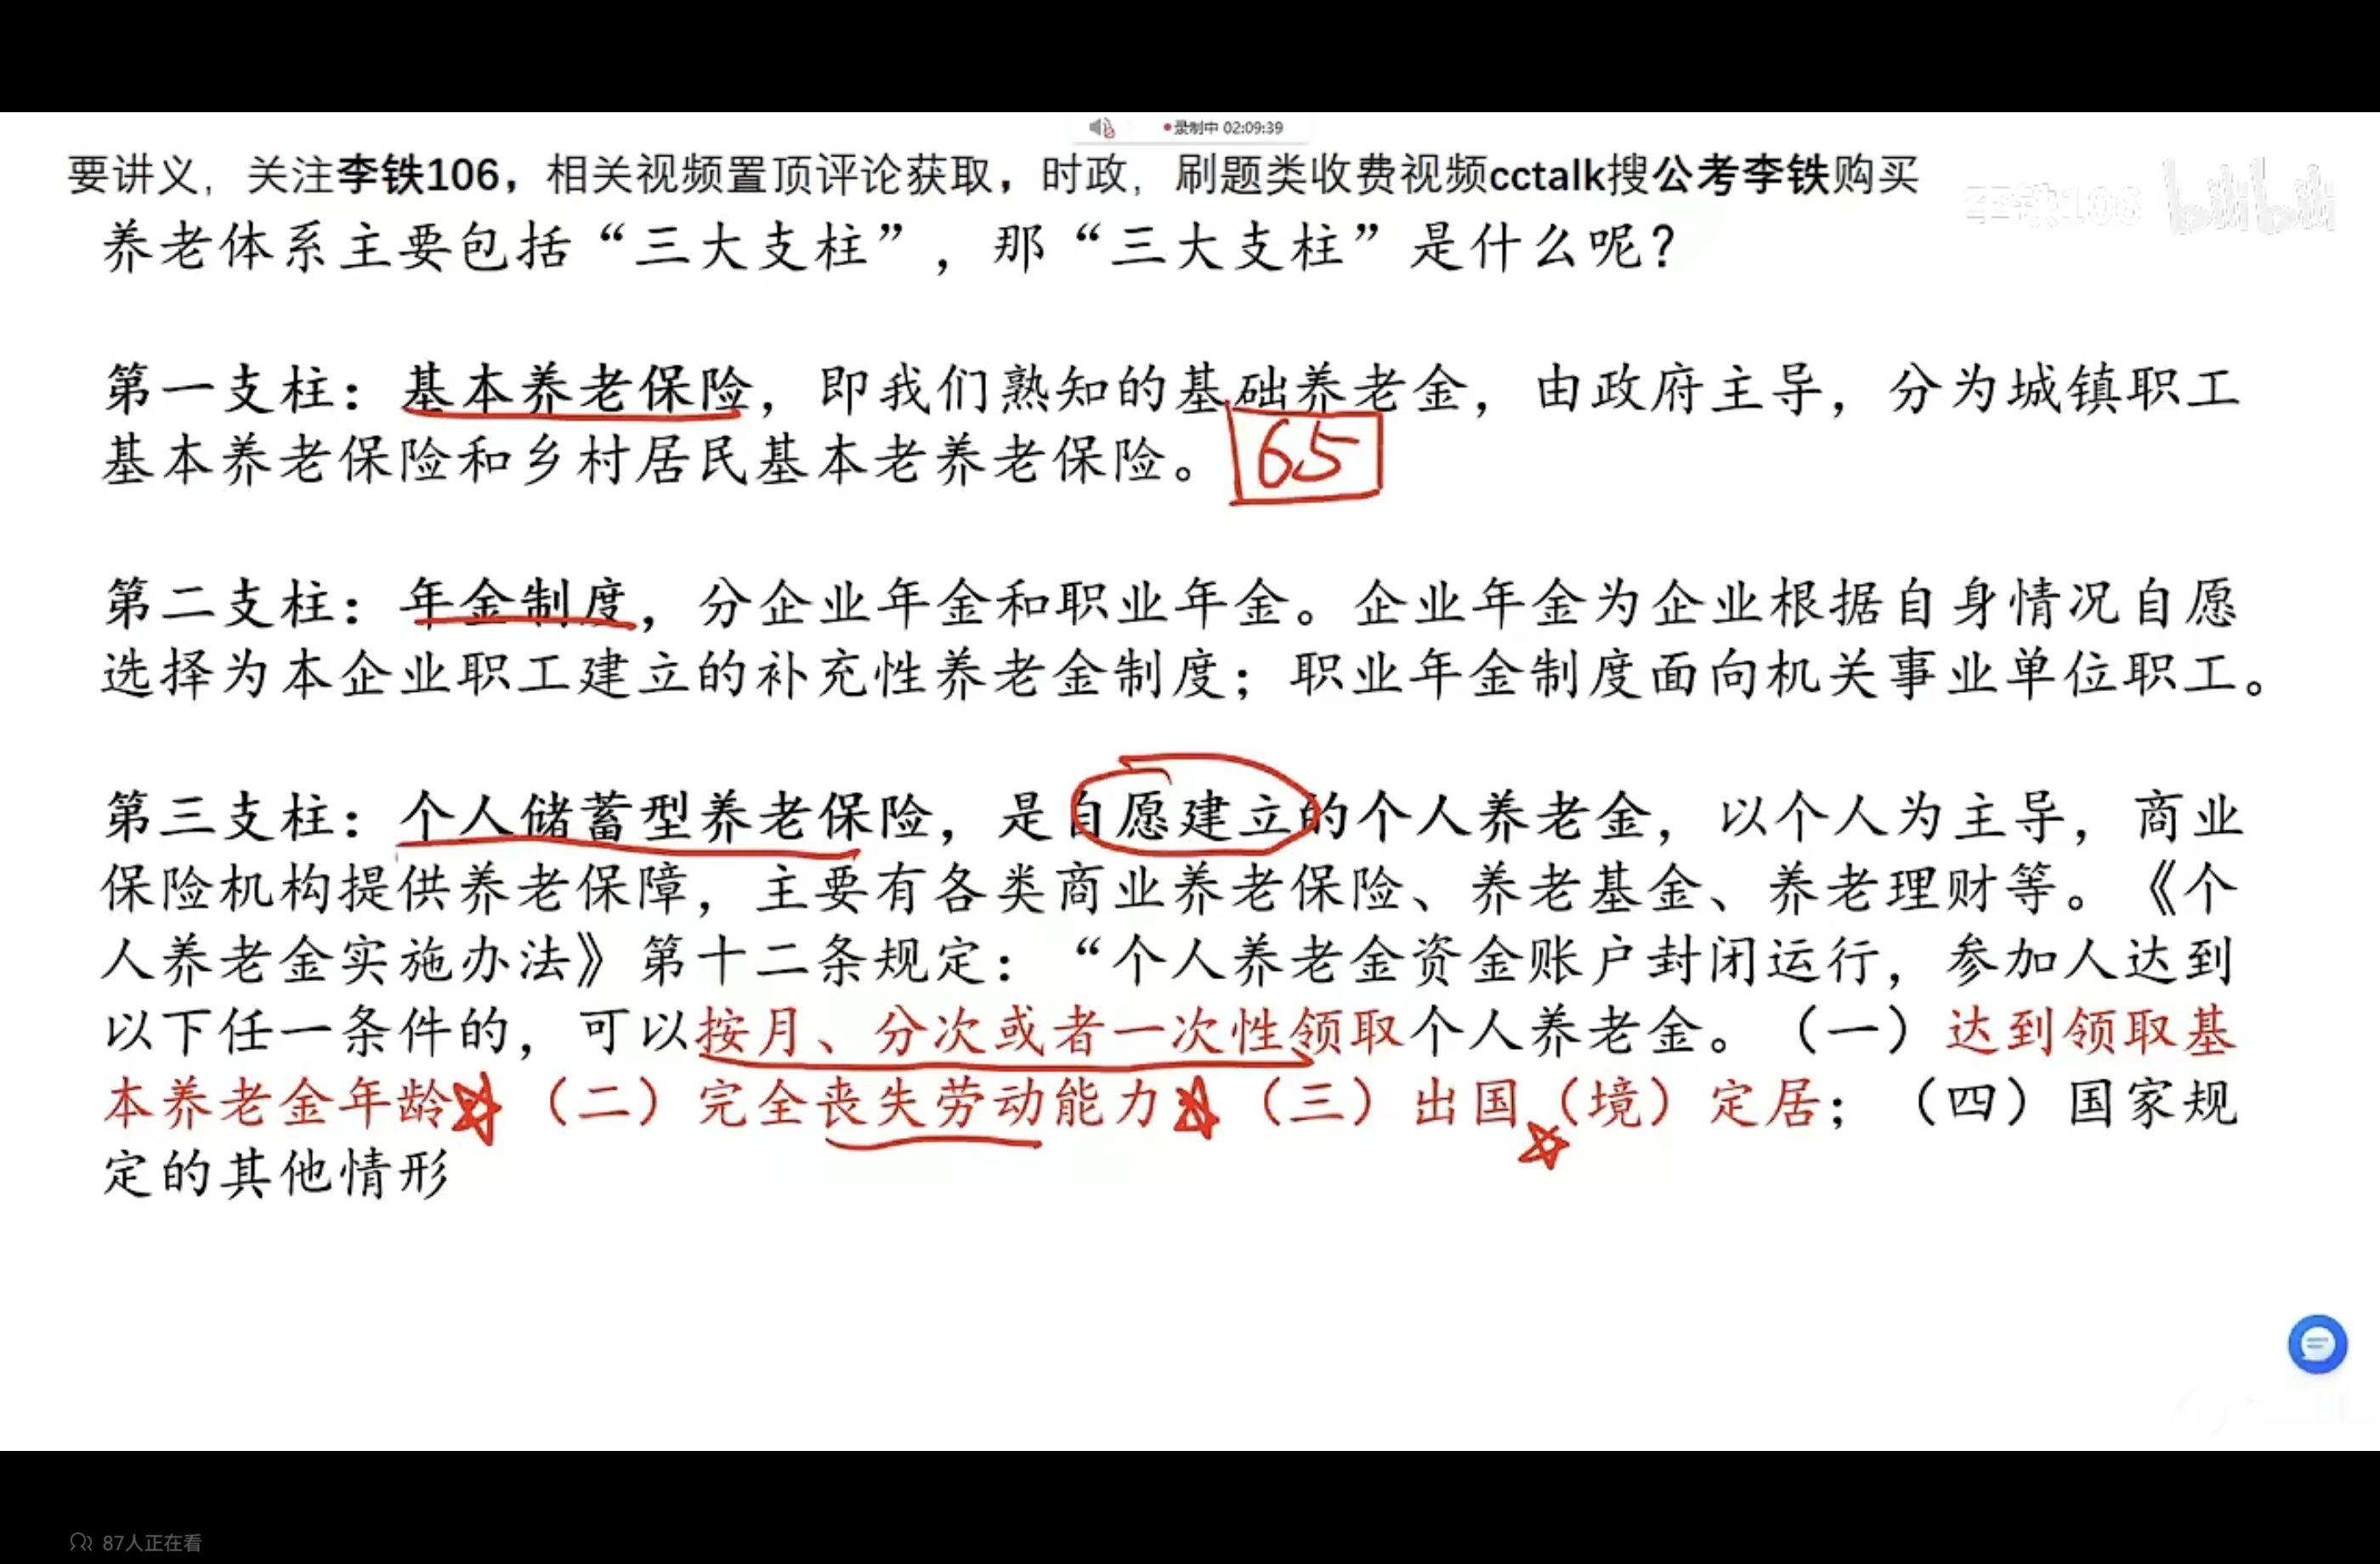 录制中 02:09:39
要讲义，关注李铁106，相关视频置顶评论获取，时政，刷题类收费视频cctalk搜公考李铁购买
李铁106 bilibili
养老体系主要包括“三大支柱”，那“三大支柱”是什么呢？
第一支柱：基本养老保险，即我们熟知的基础养老金，由政府主导，分为城镇职工
基本养老保险和乡村居民基本老养老保险。 65
第二支柱：年金制度，分企业年金和职业年金。企业年金为企业根据自身情况自愿
选择为本企业职工建立的补充性养老金制度；职业年金制度面向机关事业单位职工。
第三支柱：个人储蓄型养老保险，是自愿建立的个人养老金，以个人为主导，商业
保险机构提供养老保障，主要有各类商业养老保险、养老基金、养老理财等。《个
人养老金实施办法》第十二条规定：“个人养老金资金账户封闭运行，参加人达到
以下任一条件的，可以按月、分次或者一次性领取个人养老金。（一）达到领取基
本养老金年龄 （二）完全丧失劳动能力 （三）出国（境）定居；（四）国家规
定的其他情形
87人正在看